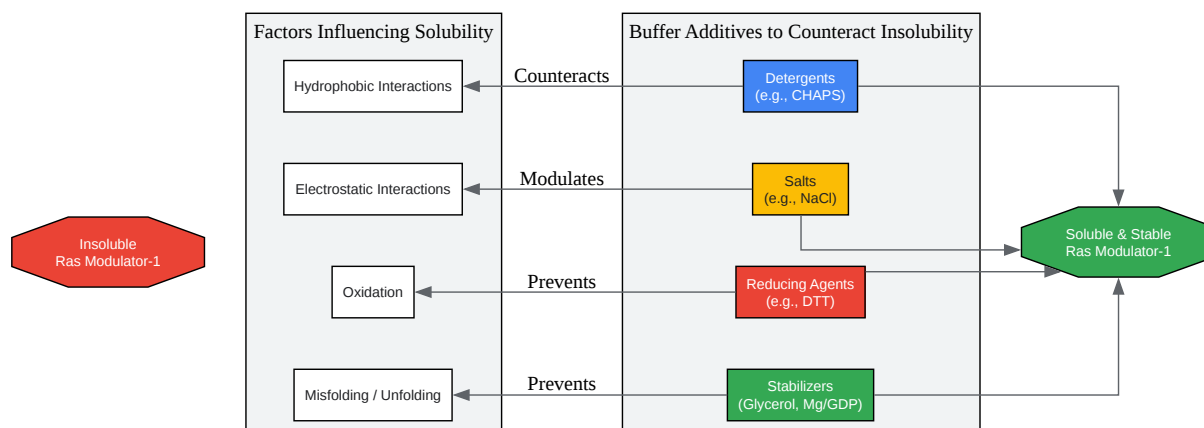 Factors Influencing Solubility
Buffer Additives to Counteract Insolubility
Hydrophobic Interactions
Counteracts
Detergents
(e.g., CHAPS)
Electrostatic Interactions
Modulates
Salts
(e.g., NaCl)
Insoluble
Ras Modulator-1
Soluble & Stable
Ras Modulator-1
Oxidation
Prevents
Reducing Agents
(e.g., DTT)
Misfolding / Unfolding
Prevents
Stabilizers
(Glycerol, Mg/GDP)